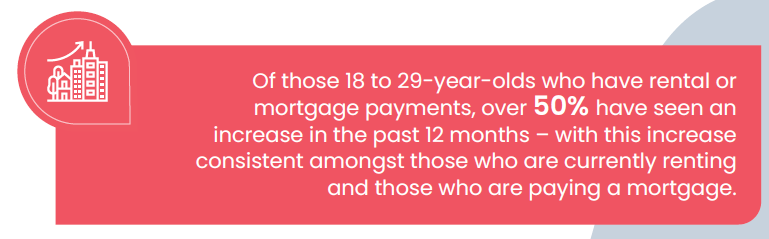 Of those 18 to 29-year-olds who have rental or
mortgage payments, over 50% have seen an
increase in the past 12 months – with this increase
consistent amongst those who are currently renting
and those who are paying a mortgage.